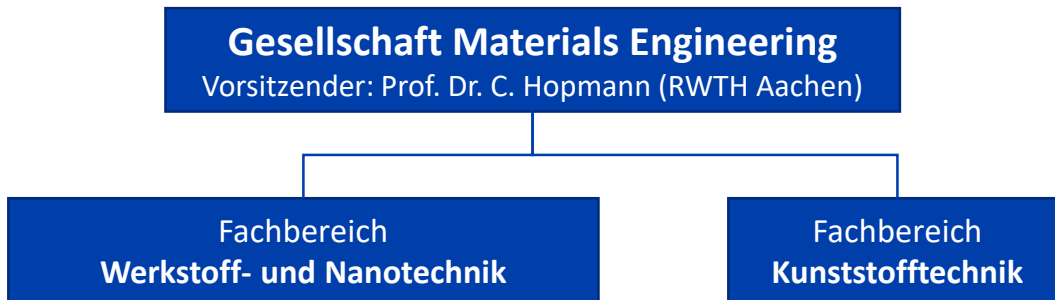 Gesellschaft Materials Engineering
Vorsitzender: Prof. Dr. C. Hopmann (RWTH Aachen)
Fachbereich
Werkstoff- und Nanotechnik
Fachbereich
Kunststofftechnik